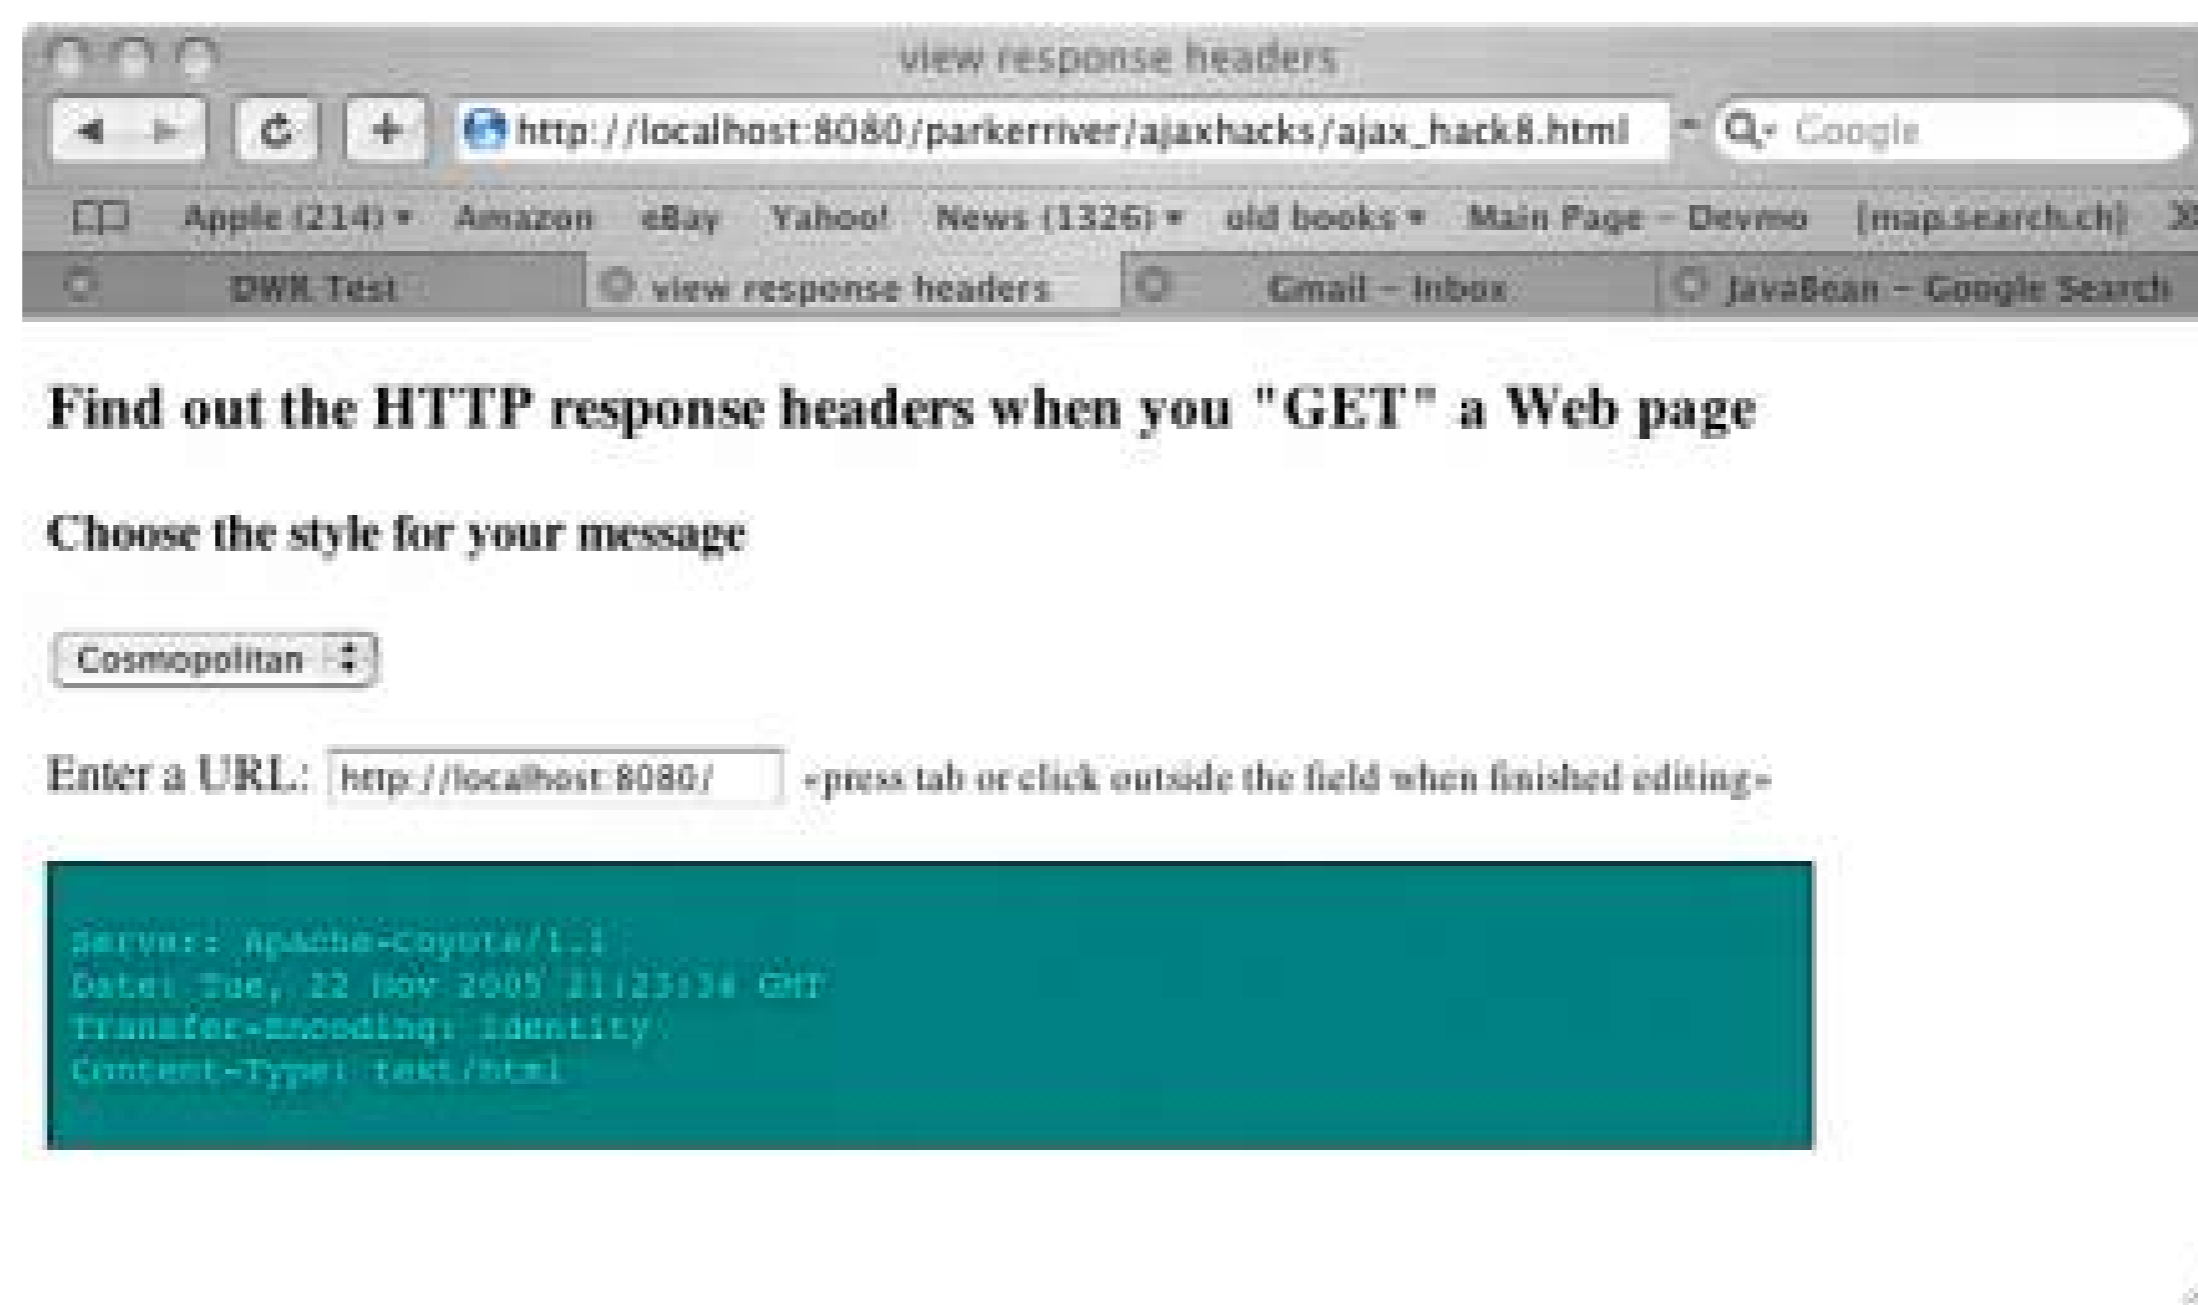 view response headers
http://localhost:8080/parkerriver/ajaxhacks/ajax_hack8.html Google
Apple (214) Amazon eBay Yahoo! News (1326) old books Main Page - Devmo [map.search.ch]
DWR Test view response headers Gmail - Inbox JavaBean - Google Search
Find out the HTTP response headers when you "GET" a Web page
Choose the style for your message
Cosmopolitan
Enter a URL: http://localhost:8080/ -press tab or click outside the field when finished editing-
Server: Apache-Coyote/1.1
Date: Tue, 22 Nov 2005 GMT
Transfer-Encoding: identity
Content-Type: text/html